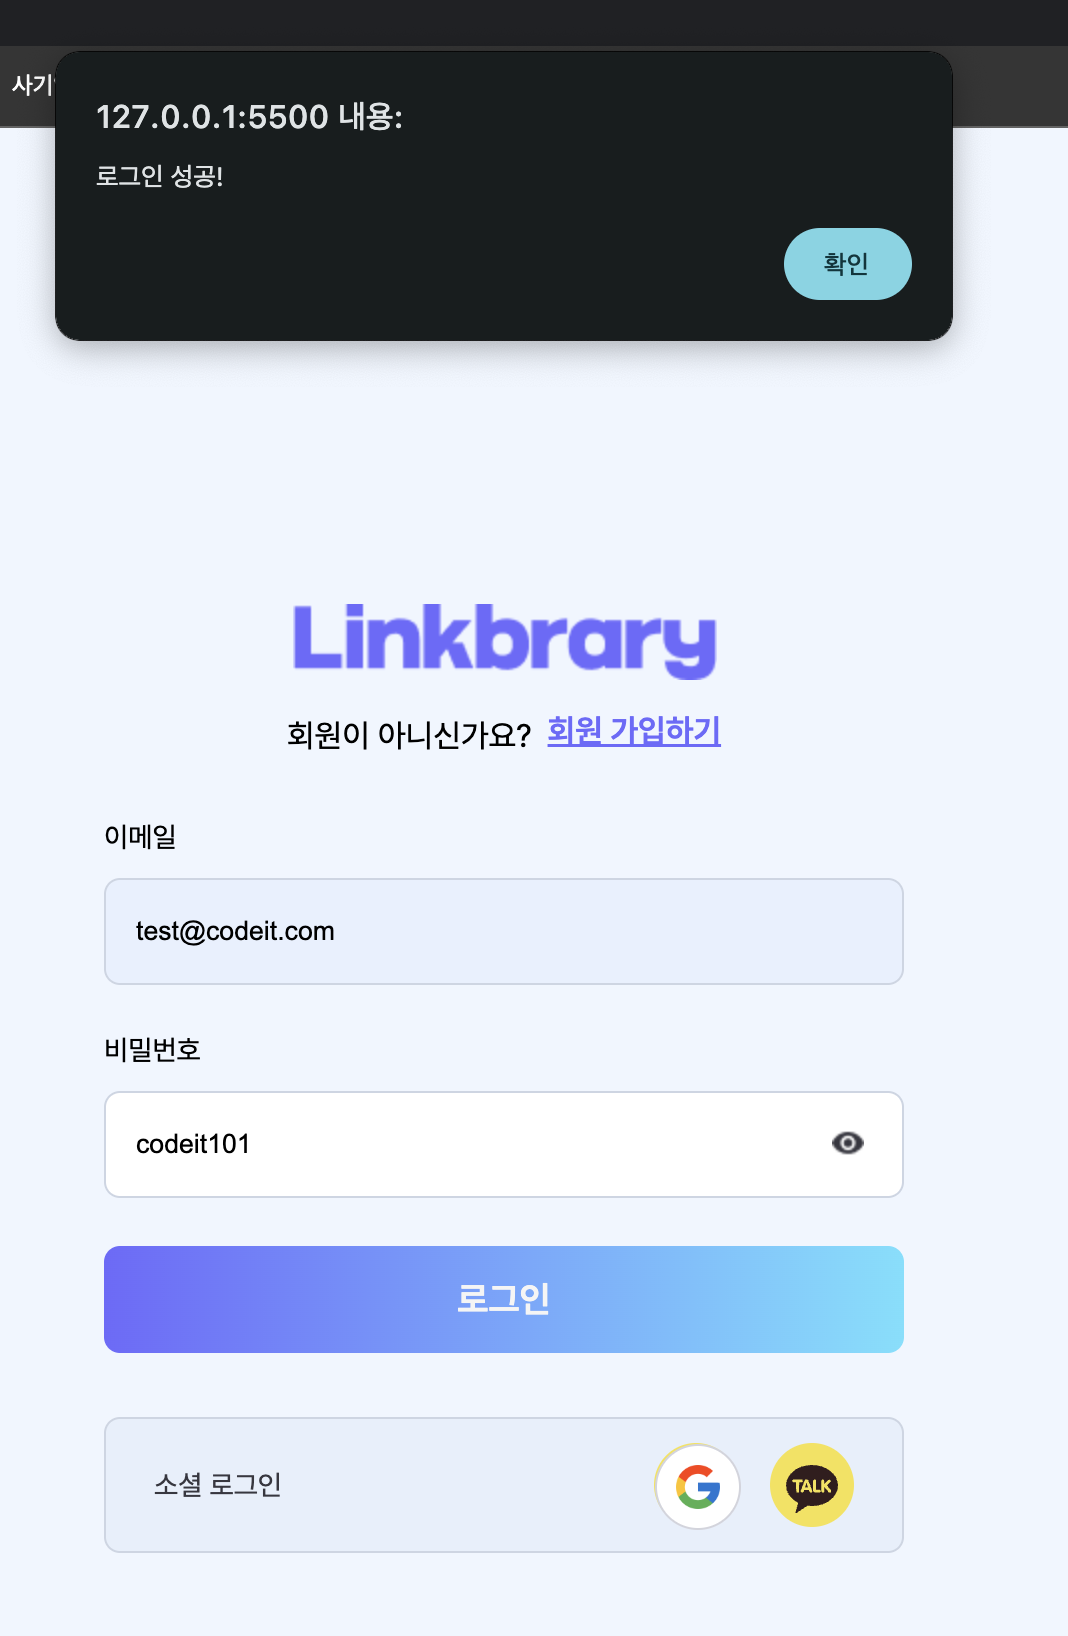 사기
127.0.0.1:5500 내용:
로그인 성공!
확인
Linkbrary
회원이 아니신가요? 회원 가입하기
이메일
test@codeit.com
비밀번호
codeit101
로그인
소셜 로그인
G
TALK